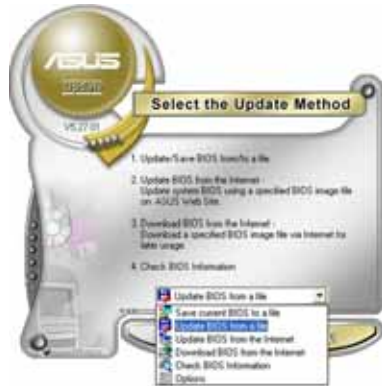 ASUS
Update
V6.27.01
Select the Update Method
1. Update/Save BIOS from/to a file
2. Update BIOS from the Internet -
Update system BIOS using a specified BIOS image file
on ASUS Web Site.
3. Download BIOS from the Internet -
Download a specified BIOS image file via Internet for
later usage.
4. Check BIOS Information
Update BIOS from a file
Save current BIOS to a file
Update BIOS from a file
Update BIOS from the Internet
Download BIOS from the Internet
Check BIOS Information
Options